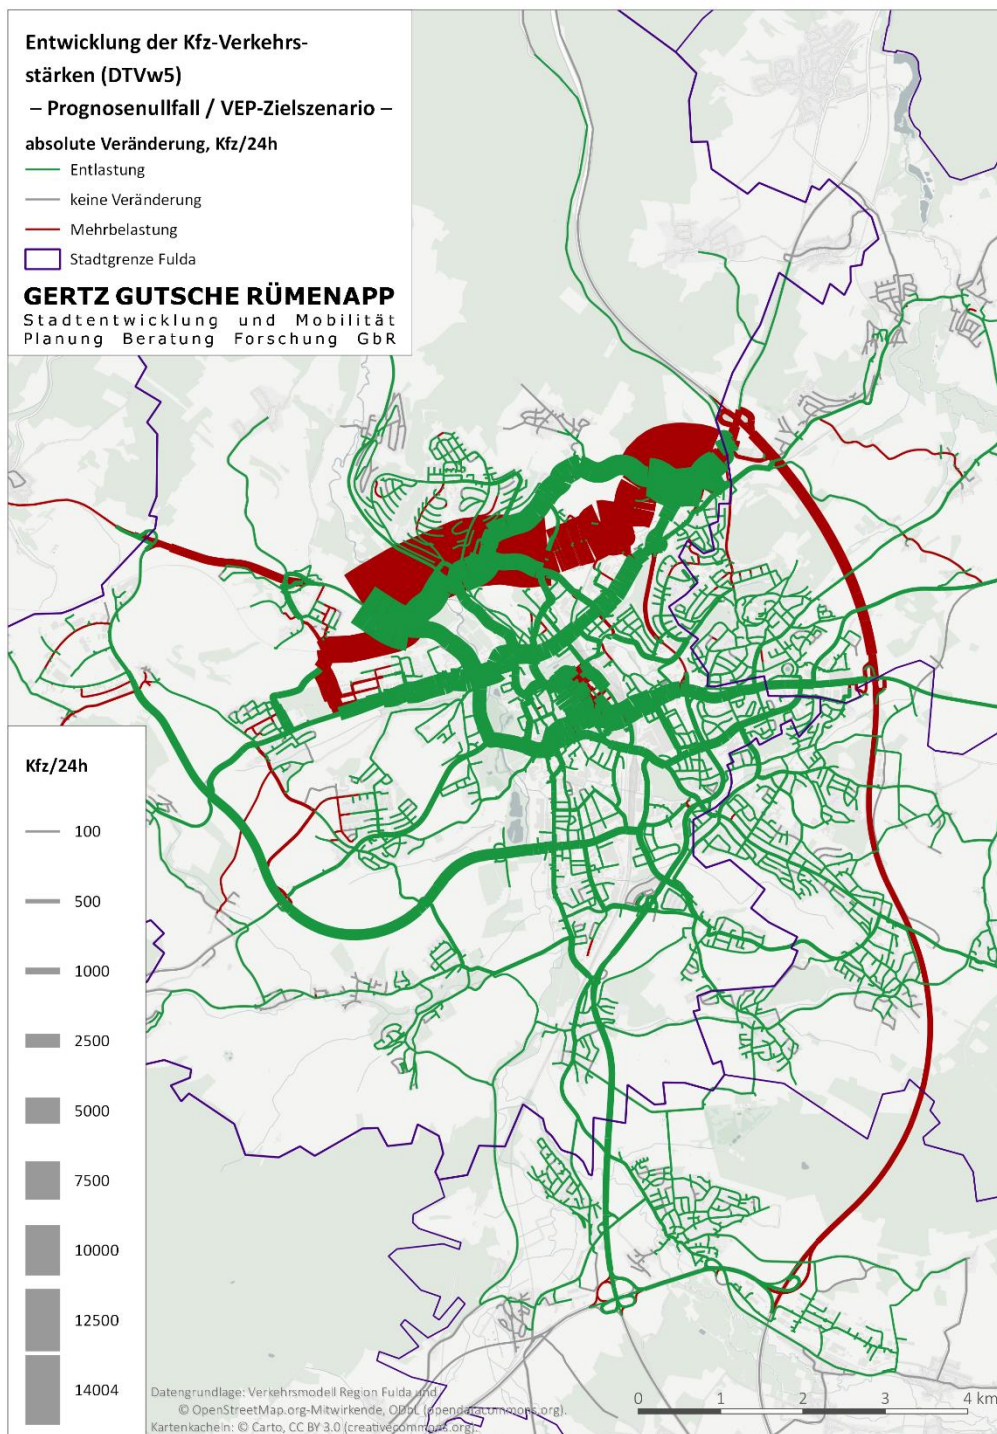 Entwicklung der Kfz-Verkehrs-
stärken (DTVw5)
– Prognosenullfall / VEP-Zielszenario –
absolute Veränderung, Kfz/24h
Entlastung
keine Veränderung
Mehrbelastung
Stadtgrenze Fulda
GERTZ GUTSCHE RÜMENAPP
Stadtentwicklung und Mobilität
Planung Beratung Forschung GbR
Kfz/24h
100
500
1000
2500
5000
7500
10000
12500
14004
Datengrundlage: Verkehrsmodell Region Fulda und
© OpenStreetMap.org-Mitwirkende, ODbL (opendatacommons.org).
Kartenkacheln: © Carto, CC BY 3.0 (creativecommons.org).
0 1 2 3 4 km